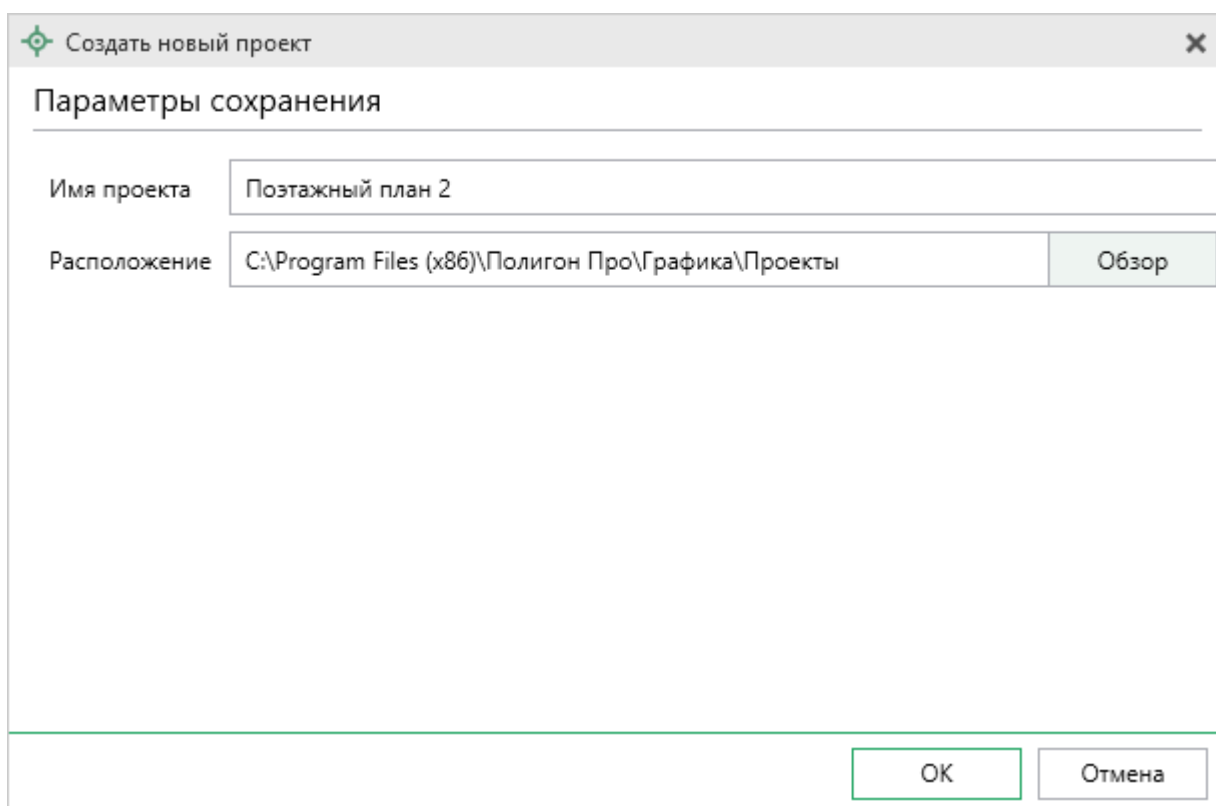 Создать новый проект
Параметры сохранения
Имя проекта Поэтажный план 2
Расположение C:\Program Files (x86)\Полигон Про\Графика\Проекты Обзор
ОК Отмена